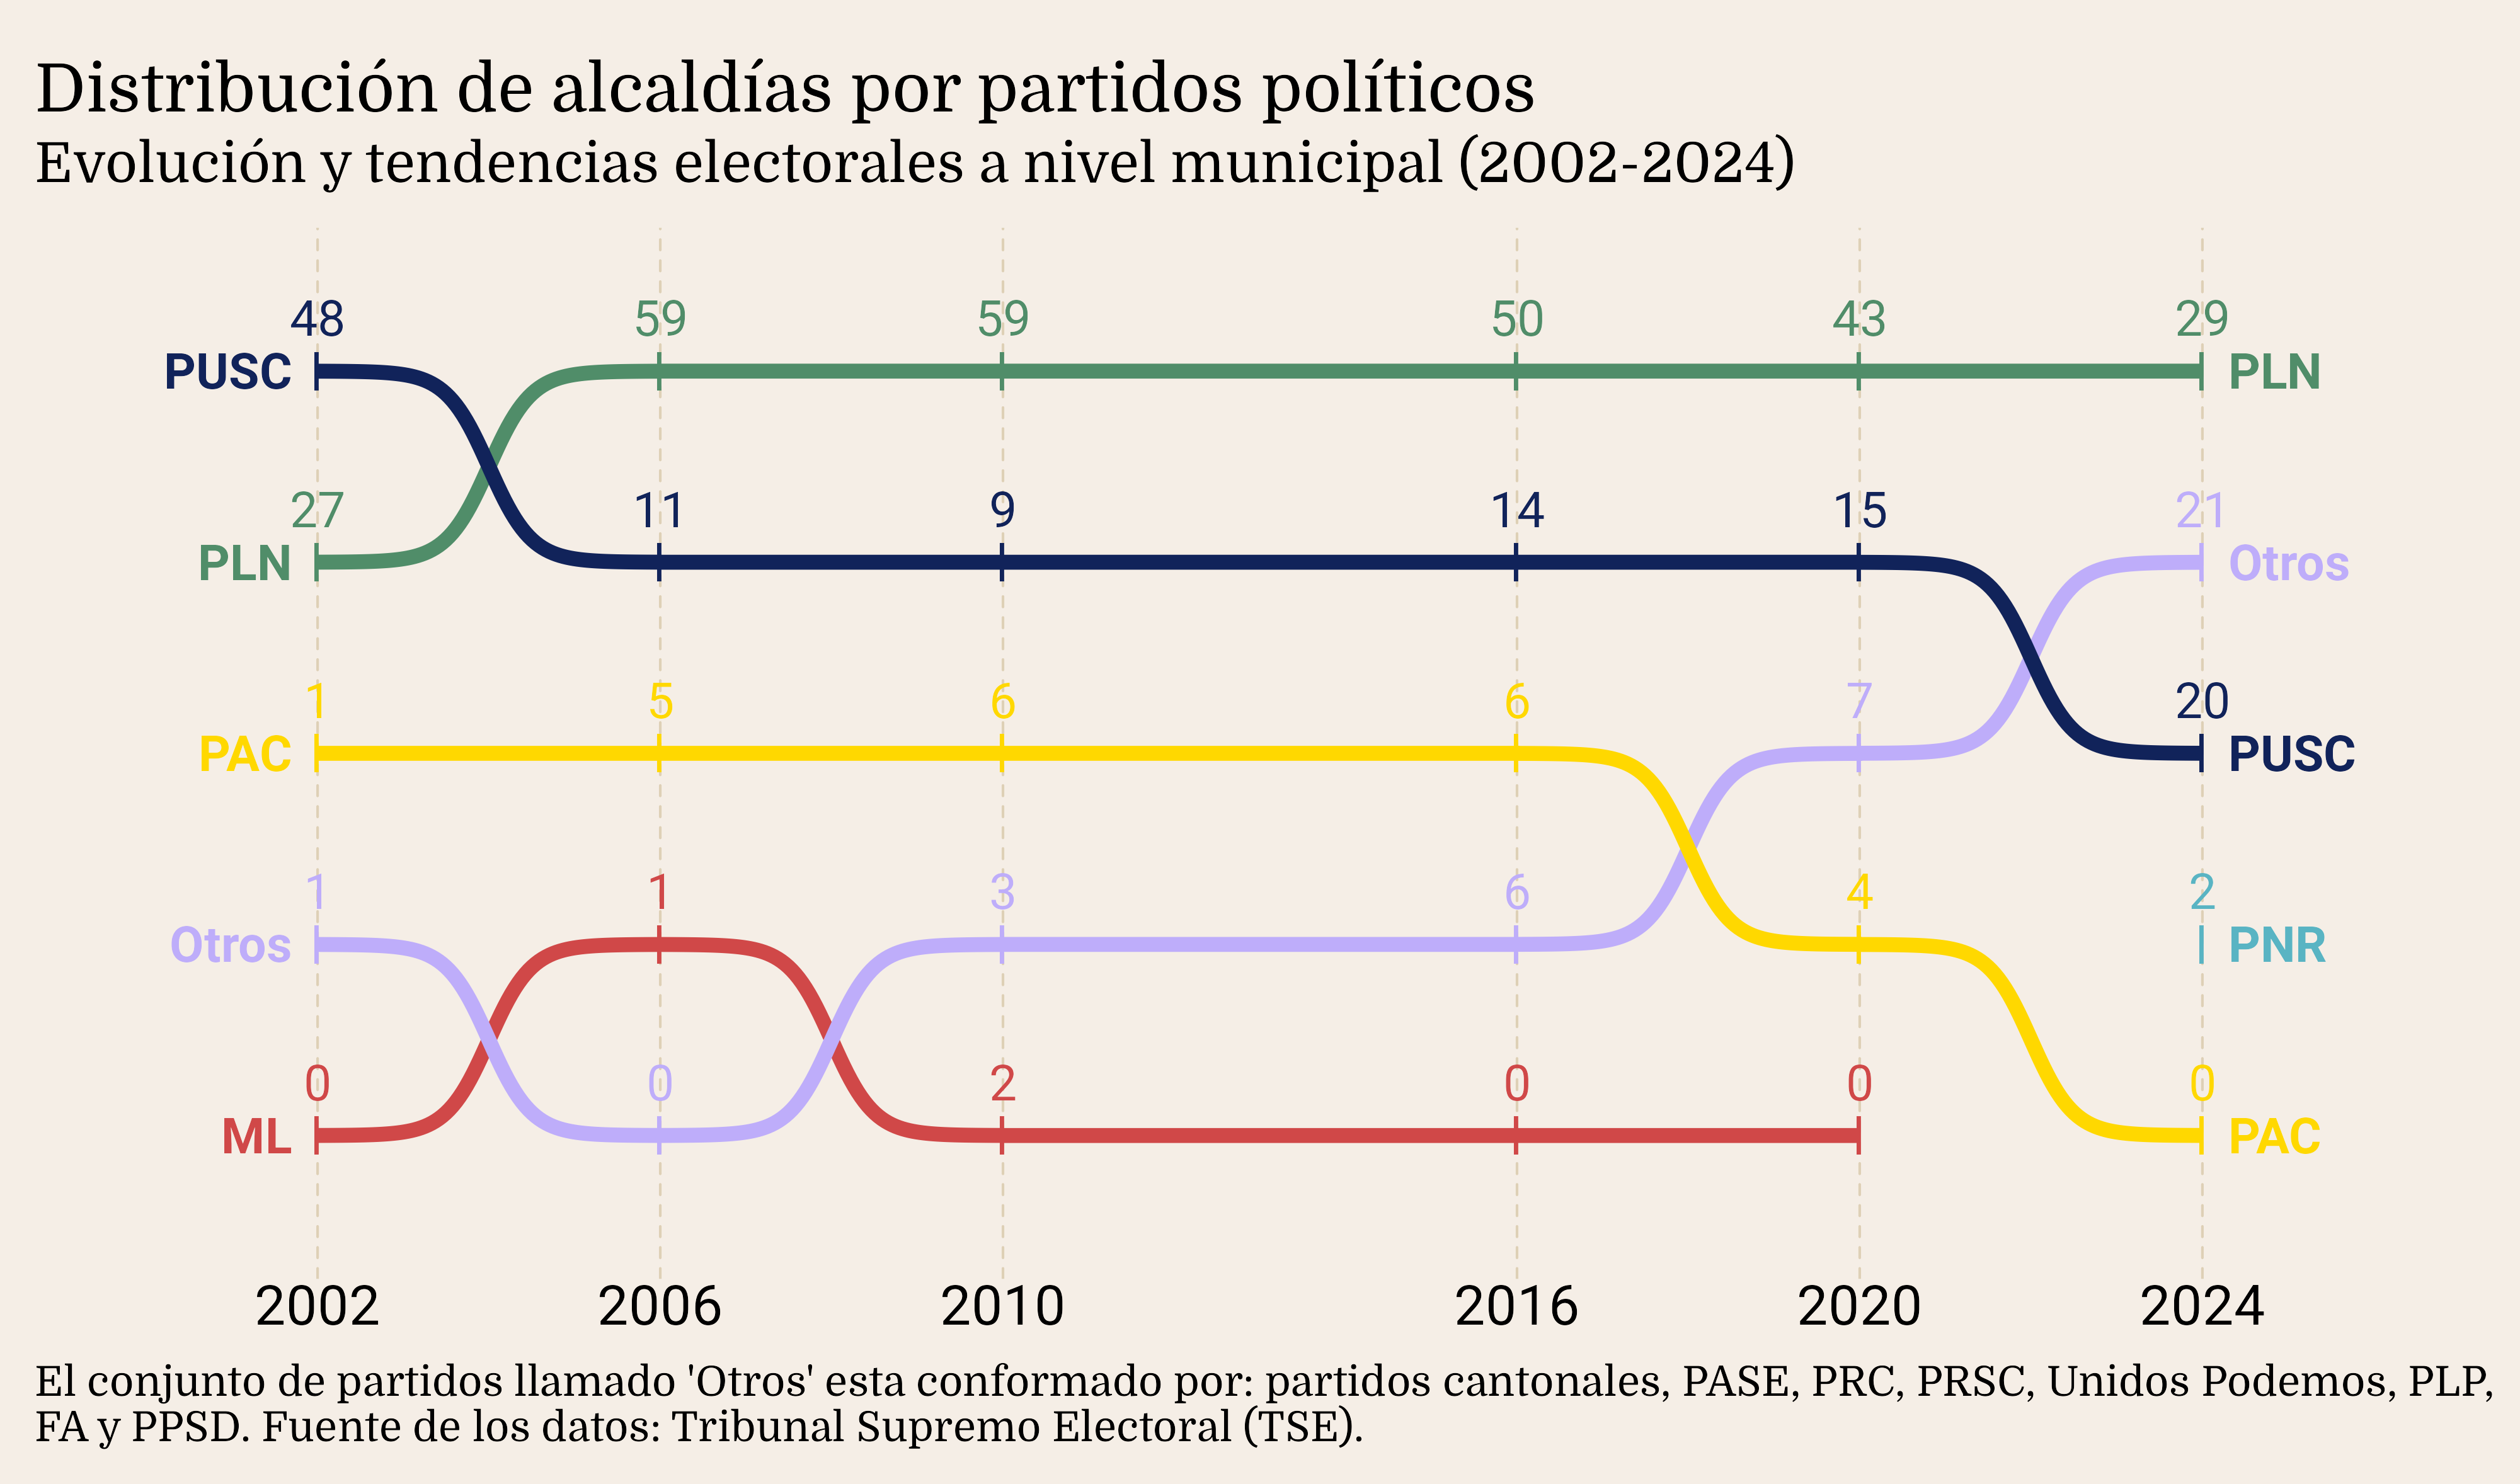 Distribución de alcaldías por partidos políticos
Evolución y tendencias electorales a nivel municipal (2002-2024)
48 59 59 50 43 29
PUSC PLN
27 11 9 14 15 21
PLN Otros
1 5 6 6 7 20
PAC PUSC
1 1 3 6 4 2
Otros PNR
0 0 2 0 0 0
ML PAC
2002 2006 2010 2016 2020 2024
El conjunto de partidos llamado 'Otros' esta conformado por: partidos cantonales, PASE, PRC, PRSC, Unidos Podemos, PLP,
FA y PPSD. Fuente de los datos: Tribunal Supremo Electoral (TSE).